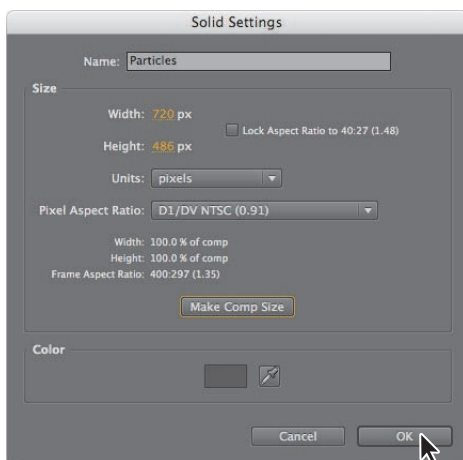 Solid Settings
Name: Particles
Size
Width: 720 px
Lock Aspect Ratio to 40:27 (1.48)
Height: 486 px
Units: pixels
Pixel Aspect Ratio: D1/DV NTSC (0.91)
Width: 100.0 % of comp
Height: 100.0 % of comp
Frame Aspect Ratio: 400:297 (1.35)
Make Comp Size
Color
Cancel OK